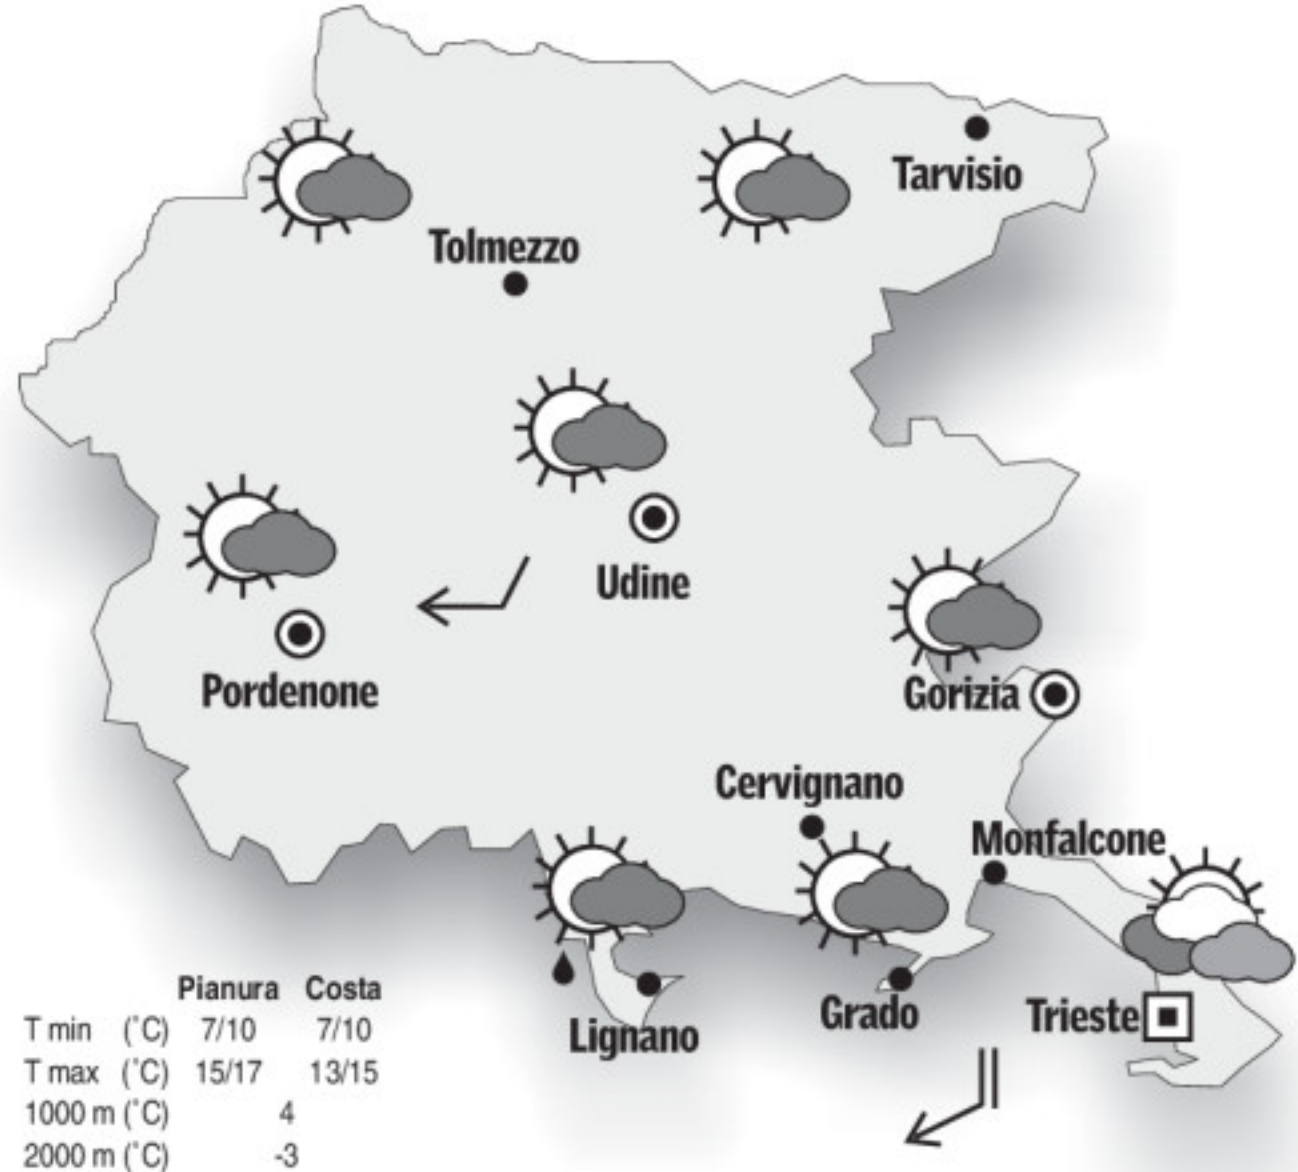 Tarvisio
Tolmezzo
Udine
Pordenone
Gorizia
Cervignano
Monfalcone
Grado
Trieste
Lignano
Pianura Costa
T min (˚C) 7/10 7/10
T max (˚C) 15/17 13/15
1000 m (˚C) 4
2000 m (˚C) -3